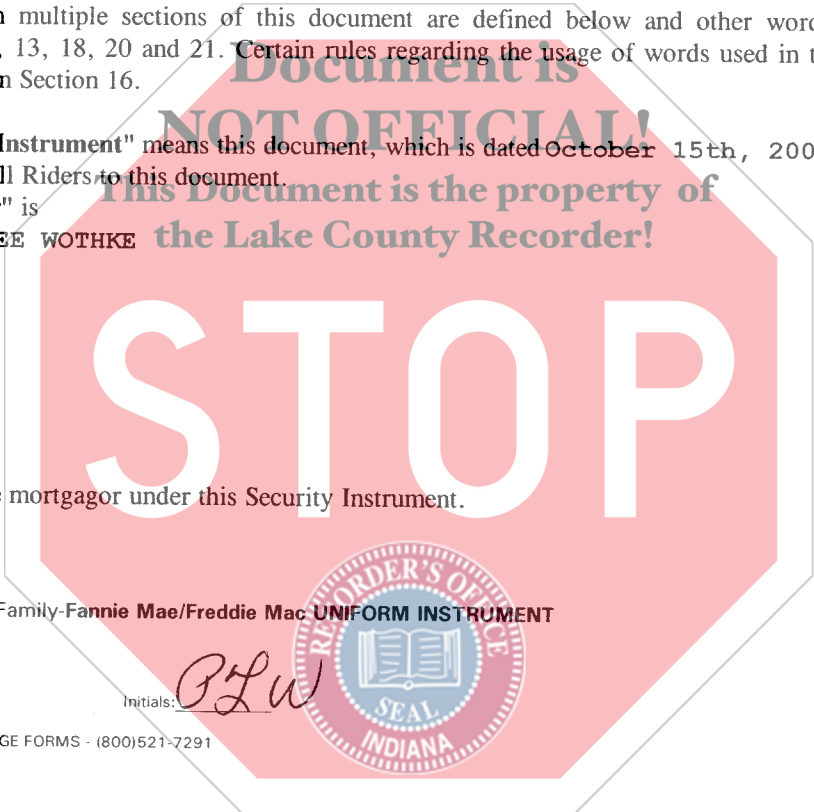 n multiple sections of this document are defined below and other word
, 13, 18, 20 and 21. Certain rules regarding the usage of words used in t
n Section 16.
Document is
NOT OFFICIAL!
Instrument" means this document, which is dated October 15th, 200
ll Riders to this document.
This Document is the property of
" is
EE WOTHKE
the Lake County Recorder!
STOP
e mortgagor under this Security Instrument.
RECORDER'S OFFICE
Family-Fannie Mae/Freddie Mac UNIFORM INSTRUMENT
Initials: PLW
SEAL
INDIANA
GE FORMS - (800)521-7291